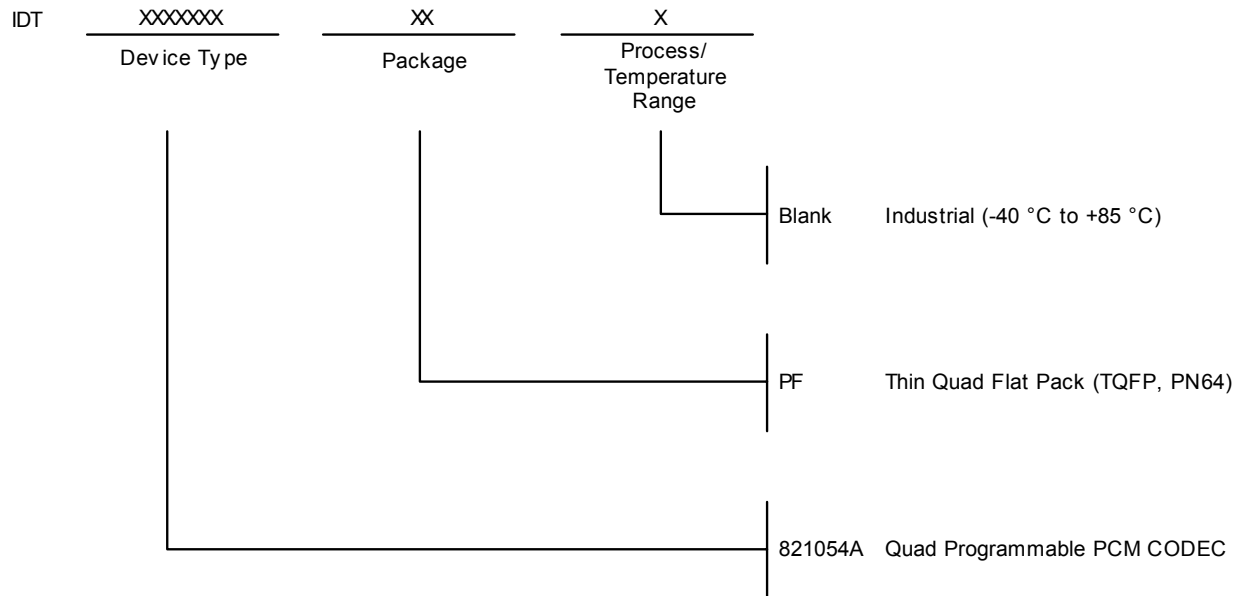 IDT XXXXXXX XX X
Device Type Package Process/
Temperature
Range
Blank Industrial (-40 °C to +85 °C)
PF Thin Quad Flat Pack (TQFP, PN64)
821054A Quad Programmable PCM CODEC